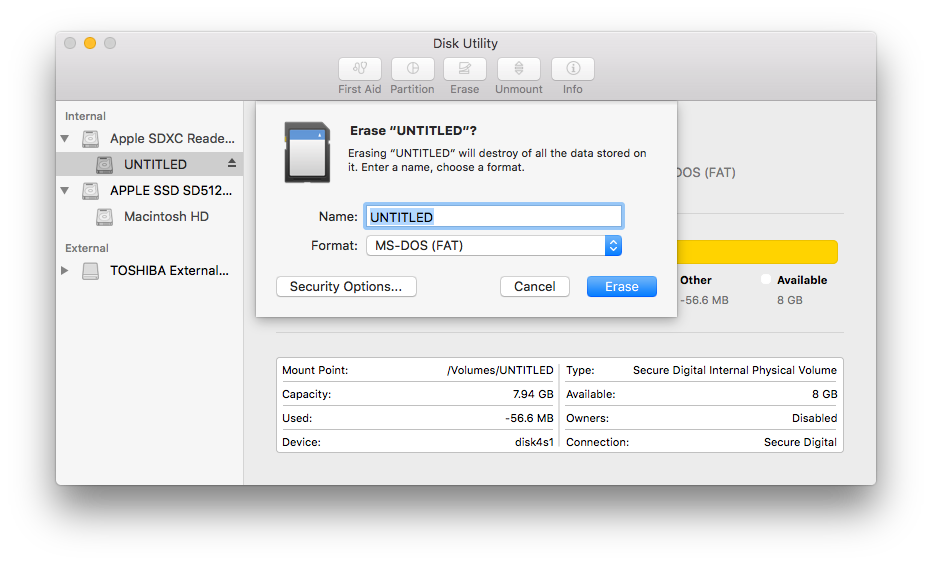 Disk Utility
First Aid Partition Erase Unmount Info
Internal
Apple SDXC Reade...
UNTITLED
APPLE SSD SD512...
Macintosh HD
External
TOSHIBA External...
Erase “UNTITLED”?
Erasing “UNTITLED” will destroy of all the data stored on
it. Enter a name, choose a format.
Name: UNTITLED
Format: MS-DOS (FAT)
Security Options... Cancel Erase
DOS (FAT)
Other Available
-56.6 MB 8 GB
Mount Point: /Volumes/UNTITLED Type: Secure Digital Internal Physical Volume
Capacity: 7.94 GB Available: 8 GB
Used: -56.6 MB Owners: Disabled
Device: disk4s1 Connection: Secure Digital